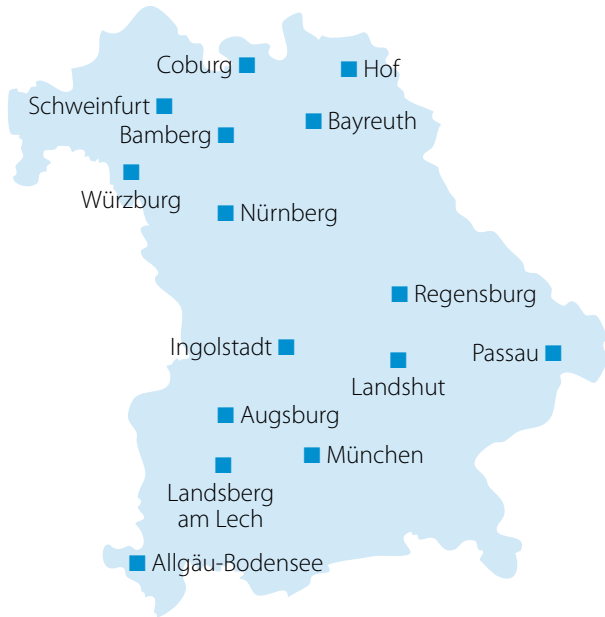 Coburg
Hof
Schweinfurt
Bayreuth
Bamberg
Würzburg
Nürnberg
Regensburg
Ingolstadt
Passau
Landshut
Augsburg
München
Landsberg
am Lech
Allgäu-Bodensee